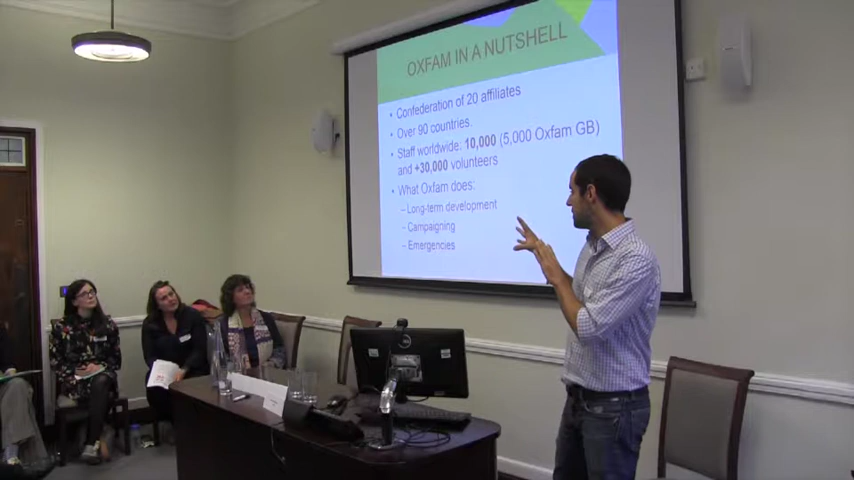 OXFAM IN A NUTSHELL
• Confederation of 20 affiliates
• Over 90 countries.
• Staff worldwide. 10,000 (5,000 Oxfam GB)
and +30,000 volunteers
• What Oxfam does:
– Long-term development
– Campaigning
– Emergencies